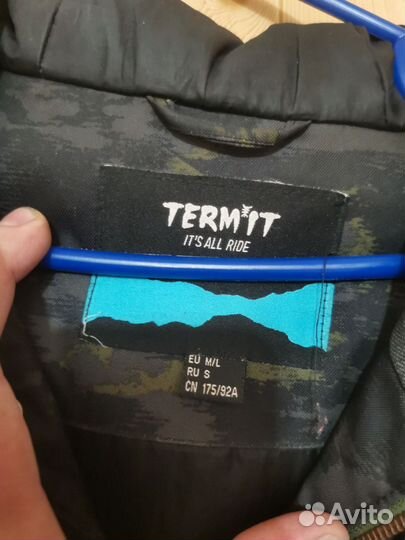 TERMIT
IT'S ALL RIDE
EU M/L
RU S
CN 175/92A
Avito